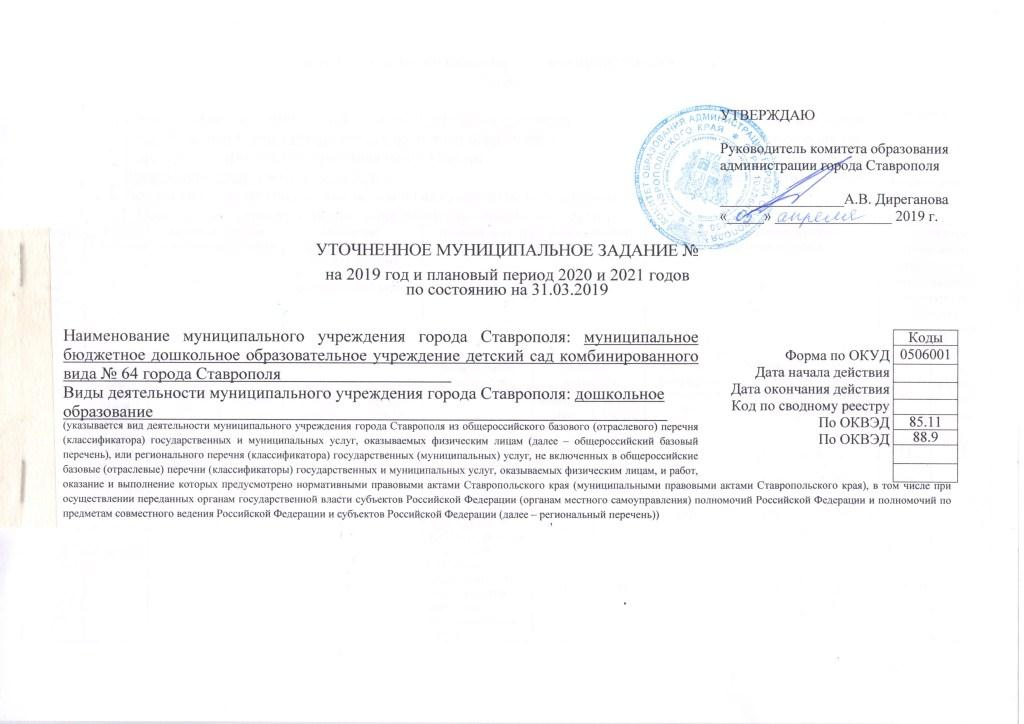 УТВЕРЖДАЮ
Руководитель комитета образования
администрации города Ставрополя
_________________А.В. Диреганова
«_05_» _апреля_ 2019 г.
УТОЧНЕННОЕ МУНИЦИПАЛЬНОЕ ЗАДАНИЕ №
на 2019 год и плановый период 2020 и 2021 годов
по состоянию на 31.03.2019
Наименование муниципального учреждения города Ставрополя: муниципальное
бюджетное дошкольное образовательное учреждение детский сад комбинированного
вида № 64 города Ставрополя
Виды деятельности муниципального учреждения города Ставрополя: дошкольное
образование
(указывается вид деятельности муниципального учреждения города Ставрополя из общероссийского базового (отраслевого) перечня
(классификатора) государственных и муниципальных услуг, оказываемых физическим лицам (далее – общероссийский базовый
перечень), или регионального перечня (классификатора) государственных (муниципальных) услуг, не включенных в общероссийские
базовые (отраслевые) перечни (классификаторы) государственных и муниципальных услуг, оказываемых физическим лицам, и работ,
оказание и выполнение которых предусмотрено нормативными правовыми актами Ставропольского края (муниципальными правовыми актами Ставропольского края), в том числе при
осуществлении переданных органам государственной власти субъектов Российской Федерации (органам местного самоуправления) полномочий Российской Федерации и полномочий по
предметам совместного ведения Российской Федерации и субъектов Российской Федерации (далее – региональный перечень))
Коды
Форма по ОКУД 0506001
Дата начала действия
Дата окончания действия
Код по сводному реестру
По ОКВЭД 85.11
По ОКВЭД 88.9